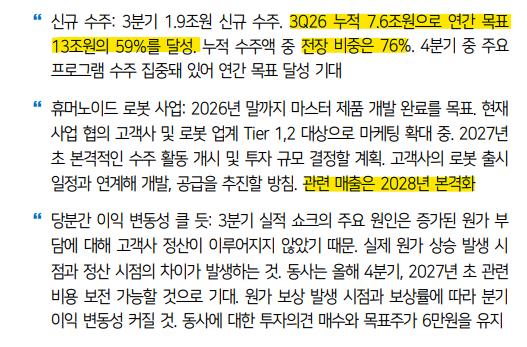 “ 신규 수주: 3분기 1.9조원 신규 수주. 3Q26 누적 7.6조원으로 연간 목표
13조원의 59%를 달성. 누적 수주액 중 전장 비중은 76%. 4분기 중 주요
프로그램 수주 집중돼 있어 연간 목표 달성 기대
“ 휴머노이드 로봇 사업: 2026년 말까지 마스터 제품 개발 완료를 목표. 현재
사업 협의 고객사 및 로봇 업계 Tier 1,2 대상으로 마케팅 확대 중. 2027년
초 본격적인 수주 활동 개시 및 투자 규모 결정할 계획. 고객사의 로봇 출시
일정과 연계해 개발, 공급을 추진할 방침. 관련 매출은 2028년 본격화
“ 당분간 이익 변동성 클 듯: 3분기 실적 쇼크의 주요 원인은 증가된 원가 부
담에 대해 고객사 정산이 이루어지지 않았기 때문. 실제 원가 상승 발생 시
점과 정산 시점의 차이가 발생하는 것. 동사는 올해 4분기, 2027년 초 관련
비용 보전 가능할 것으로 기대. 원가 보상 발생 시점과 보상률에 따라 분기
이익 변동성 커질 것. 동사에 대한 투자의견 매수와 목표주가 6만원을 유지